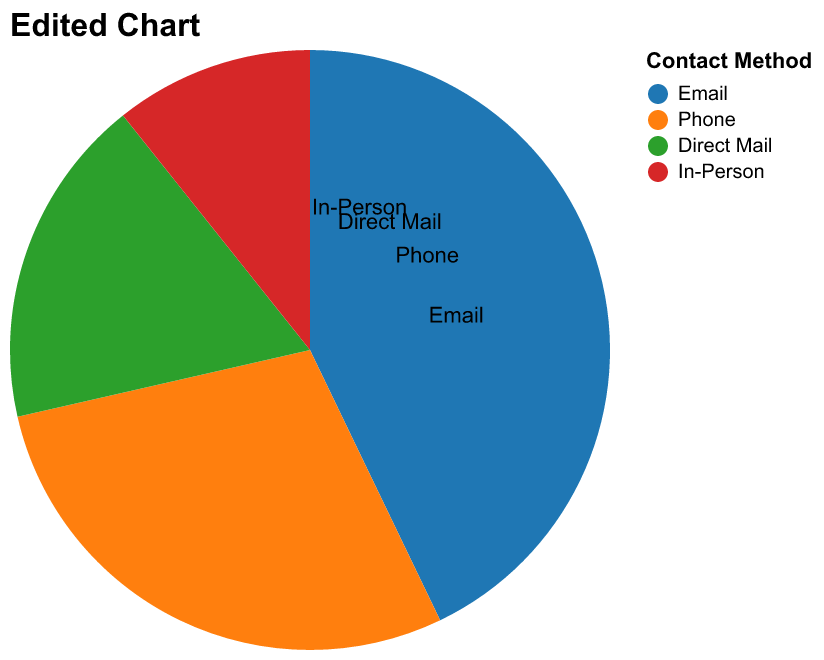 Edited Chart
Contact Method
Email
Phone
Direct Mail
In-Person
In-Person
Direct Mail
Phone
Email